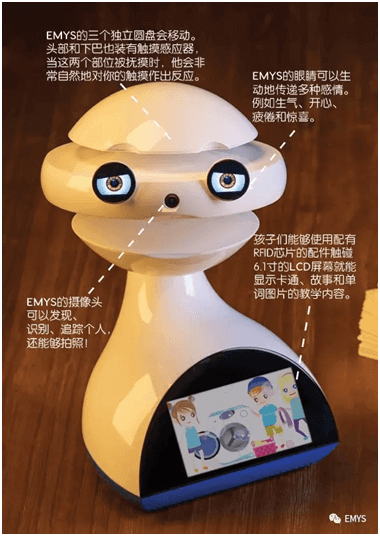 EMYS的三个独立圆盘会移动。
头部和下巴也装有触摸感应器，
当这两个部位被抚摸时，他会非
常自然地对你的触摸作出反应。
EMYS的眼睛可以生
动地传递多种感情。
例如生气、开心、
疲倦和惊喜。
孩子们能够使用配有
RFID芯片的配件触碰
6.1寸的LCD屏幕就能
显示卡通、故事和单
词图片的教学内容。
EMYS的摄像头
可以发现、
识别、追踪个人，
还能够拍照！
EMYS